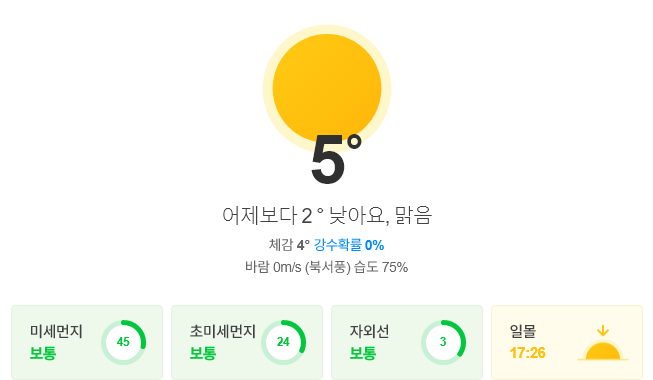 5°
어제보다 2 ° 낮아요, 맑음
체감 4° 강수확률 0%
바람 0m/s (북서풍) 습도 75%
미세먼지
보통
45
초미세먼지
보통
24
자외선
보통
3
일몰
17:26